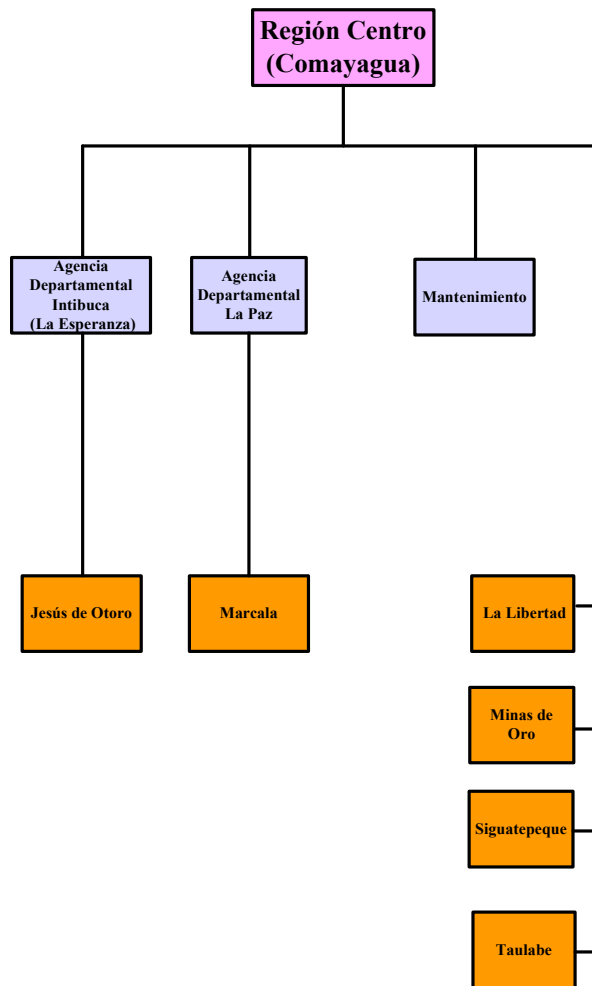 Región Centro
(Comayagua)
Agencia
Departamental
Intibuca
(La Esperanza)
Agencia
Departamental
La Paz
Mantenimiento
Jesús de Otoro
Marcala
La Libertad
Minas de
Oro
Siguatepeque
Taulabe